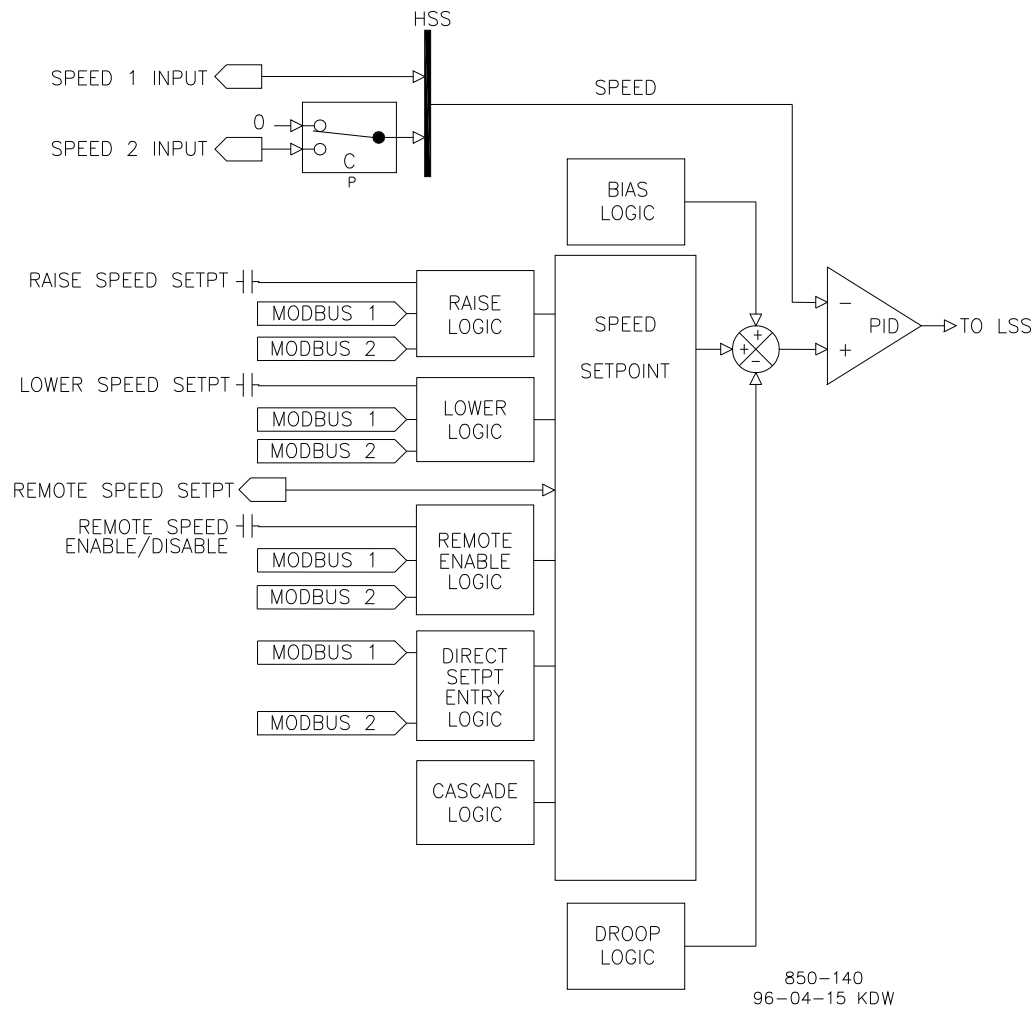 HSS
SPEED 1 INPUT
SPEED
0
SPEED 2 INPUT
C
P
BIAS
LOGIC
RAISE SPEED SETPT
MODBUS 1
MODBUS 2
RAISE
LOGIC
SPEED
SETPOINT
+
+
−
−
+
PID
TO LSS
LOWER SPEED SETPT
MODBUS 1
MODBUS 2
LOWER
LOGIC
REMOTE SPEED SETPT
REMOTE SPEED
ENABLE/DISABLE
MODBUS 1
MODBUS 2
REMOTE
ENABLE
LOGIC
MODBUS 1
MODBUS 2
DIRECT
SETPT
ENTRY
LOGIC
CASCADE
LOGIC
DROOP
LOGIC
850−140
96−04−15 KDW